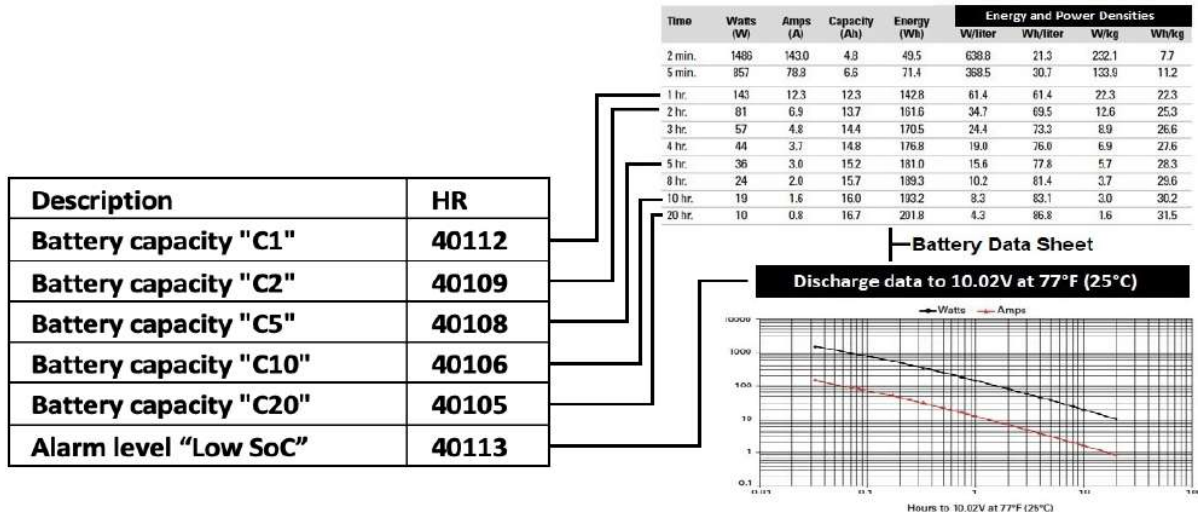 Description HR
Battery capacity "C1" 40112
Battery capacity "C2" 40109
Battery capacity "C5" 40108
Battery capacity "C10" 40106
Battery capacity "C20" 40105
Alarm level “Low SoC” 40113
Energy and Power Densities
Time Watts (W) Amps (A) Capacity (Ah) Energy (Wh) W/liter Wh/liter W/kg Wh/kg
2 min. 1486 143.0 4.8 49.5 638.8 21.3 232.1 7.7
5 min. 857 78.8 6.6 71.4 368.5 30.7 133.9 11.2
1 hr. 143 12.3 12.3 142.8 61.4 61.4 22.3 22.3
2 hr. 81 6.9 13.7 161.6 34.7 69.5 12.6 25.3
3 hr. 57 4.8 14.4 170.5 24.4 73.3 8.9 26.6
4 hr. 44 3.7 14.8 176.8 19.0 76.0 6.9 27.6
5 hr. 36 3.0 15.2 181.0 15.6 77.8 5.7 28.3
8 hr. 24 2.0 15.7 189.3 10.2 81.4 3.7 29.6
10 hr. 19 1.6 16.0 193.2 8.3 83.1 3.0 30.2
20 hr. 10 0.8 16.7 201.8 4.3 86.8 1.6 31.5
Battery Data Sheet
Discharge data to 10.02V at 77°F (25°C)
Watts Amps
10000
1000
100
10
1
0.1
0.01 0.1 1 10
Hours to 10.02V at 77°F (25°C)